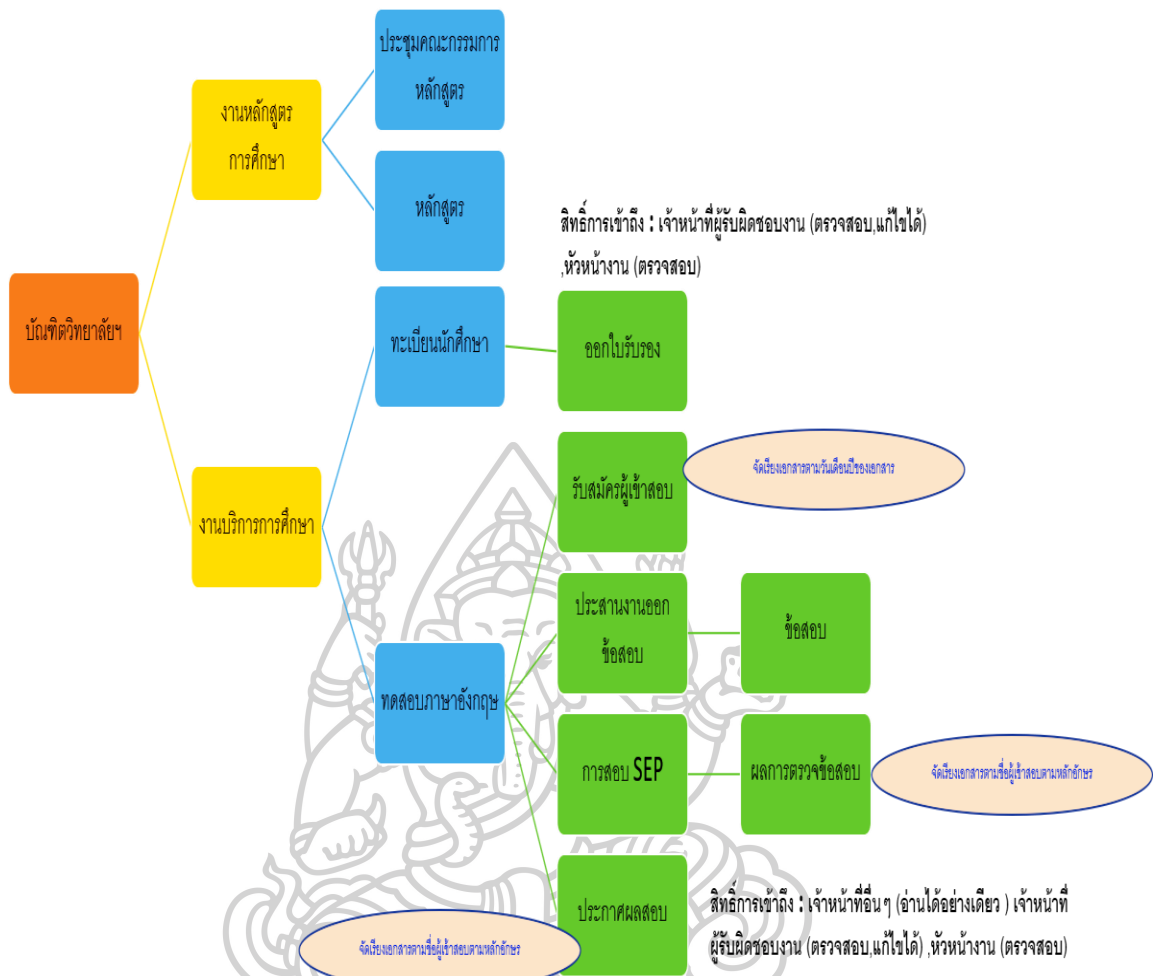 ประชุมคณะกรรมการ
หลักสูตร
งานหลักสูตร
การศึกษา
หลักสูตร
สิทธิ์การเข้าถึง : เจ้าหน้าที่ผู้รับผิดชอบงาน (ตรวจสอบ,แก้ไขได้)
,หัวหน้างาน (ตรวจสอบ)
บัณฑิตวิทยาลัยฯ
ทะเบียนนักศึกษา
ออกใบรับรอง
รับสมัครผู้เข้าสอบ
จัดเรียงเอกสารตามวันเดือนปีของเอกสาร
งานบริการการศึกษา
ประสานงานออก
ข้อสอบ
ข้อสอบ
ทดสอบภาษาอังกฤษ
การสอบ SEP
ผลการตรวจข้อสอบ
จัดเรียงเอกสารตามชื่อผู้เข้าสอบตามหลักอักษร
ประกาศผลสอบ
สิทธิ์การเข้าถึง : เจ้าหน้าที่อื่นๆ (อ่านได้อย่างเดียว ) เจ้าหน้าที่
ผู้รับผิดชอบงาน (ตรวจสอบ,แก้ไขได้) ,หัวหน้างาน (ตรวจสอบ)
จัดเรียงเอกสารตามชื่อผู้เข้าสอบตามหลักอักษร